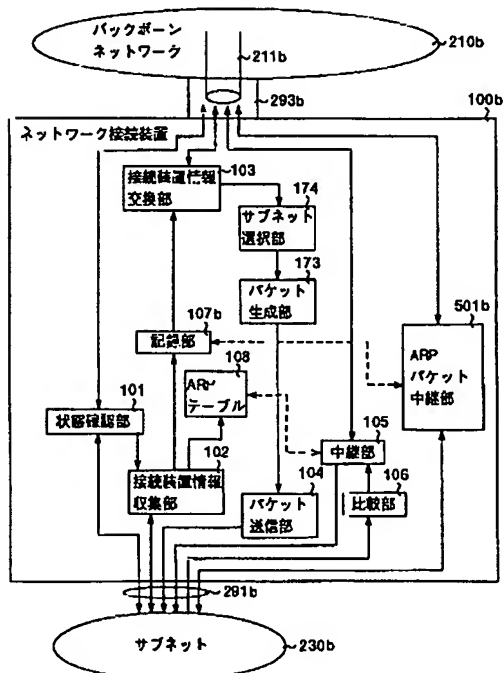 バックボーン
ネットワーク
211b
210b
293b
100b
ネットワーク接続装置
103
接続装置情報
交換部
174
サブネット
選択部
173
パケット
生成部
501b
107b
記録部
108
ARP
テーブル
ARP
パケット
中継部
101
状態確認部
105
中継部
102
接続装置情報
収集部
104
パケット
送信部
106
比較部
291b
サブネット
230b